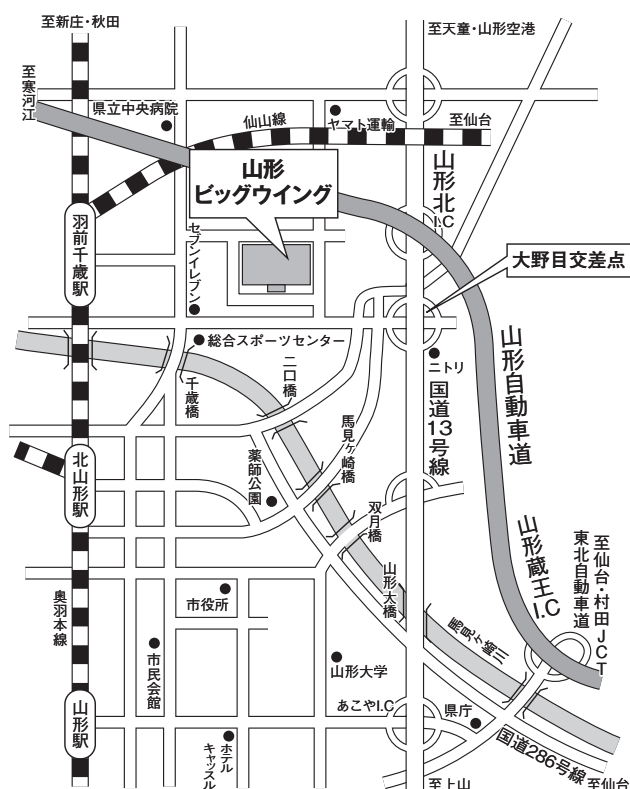 至新庄・秋田
至天童・山形空港
至寒河江
県立中央病院
仙山線
ヤマト運輸
至仙台
山形
ビッグウイング
山形北I.C
羽前千歳駅
セブンイレブン
大野目交差点
総合スポーツセンター
ニトリ
千歳橋
二口橋
国道13号線
山形自動車道
馬見ヶ崎橋
北山形駅
薬師公園
双月橋
山形蔵王I.C
東北自動車道
至仙台・村田JCT
山形大橋
奥羽本線
市役所
馬見ヶ崎川
市民会館
山形大学
山形駅
あこやI.C
県庁
ホテル
キャッスル
国道286号線
至上山
至仙台